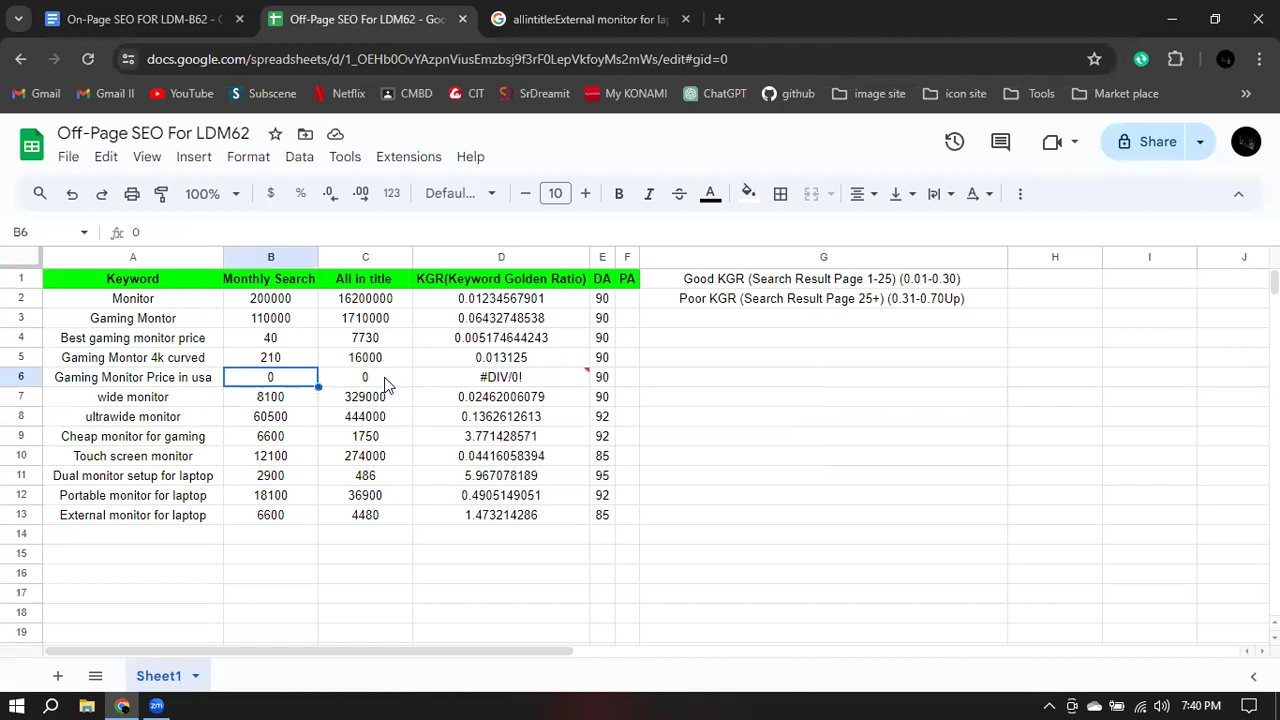 On-Page SEO FOR LDM-B62 - G
Off-Page SEO For LDM62 - Goo
allintitle:External monitor for la
docs.google.com/spreadsheets/d/1_OEHb0OvYAzpnViusEmzbsj9f3rF0LepVkfoyMs2mWs/edit#gid=0
Gmail Gmail II YouTube Subscene Netflix CMBD CIT SrDreamit My KONAMI ChatGPT github image site icon site Tools Market place
Off-Page SEO For LDM62
File Edit View Insert Format Data Tools Extensions Help
Share
100% $ % .0 .00 123 Defaul... 10 B I A
B6 fx 0
A B C D E F G H I J
1 Keyword Monthly Search All in title KGR(Keyword Golden Ratio) DA PA Good KGR (Search Result Page 1-25) (0.01-0.30)
2 Monitor 200000 16200000 0.01234567901 90 Poor KGR (Search Result Page 25+) (0.31-0.70Up)
3 Gaming Montor 110000 1710000 0.06432748538 90
4 Best gaming monitor price 40 7730 0.005174644243 90
5 Gaming Montor 4k curved 210 16000 0.013125 90
6 Gaming Monitor Price in usa 0 0 #DIV/0! 90
7 wide monitor 8100 329000 0.02462006079 90
8 ultrawide monitor 60500 444000 0.1362612613 92
9 Cheap monitor for gaming 6600 1750 3.771428571 92
10 Touch screen monitor 12100 274000 0.04416058394 85
11 Dual monitor setup for laptop 2900 486 5.967078189 95
12 Portable monitor for laptop 18100 36900 0.4905149051 92
13 External monitor for laptop 6600 4480 1.473214286 85
14
15
16
17
18
19
Sheet1
7:40 PM